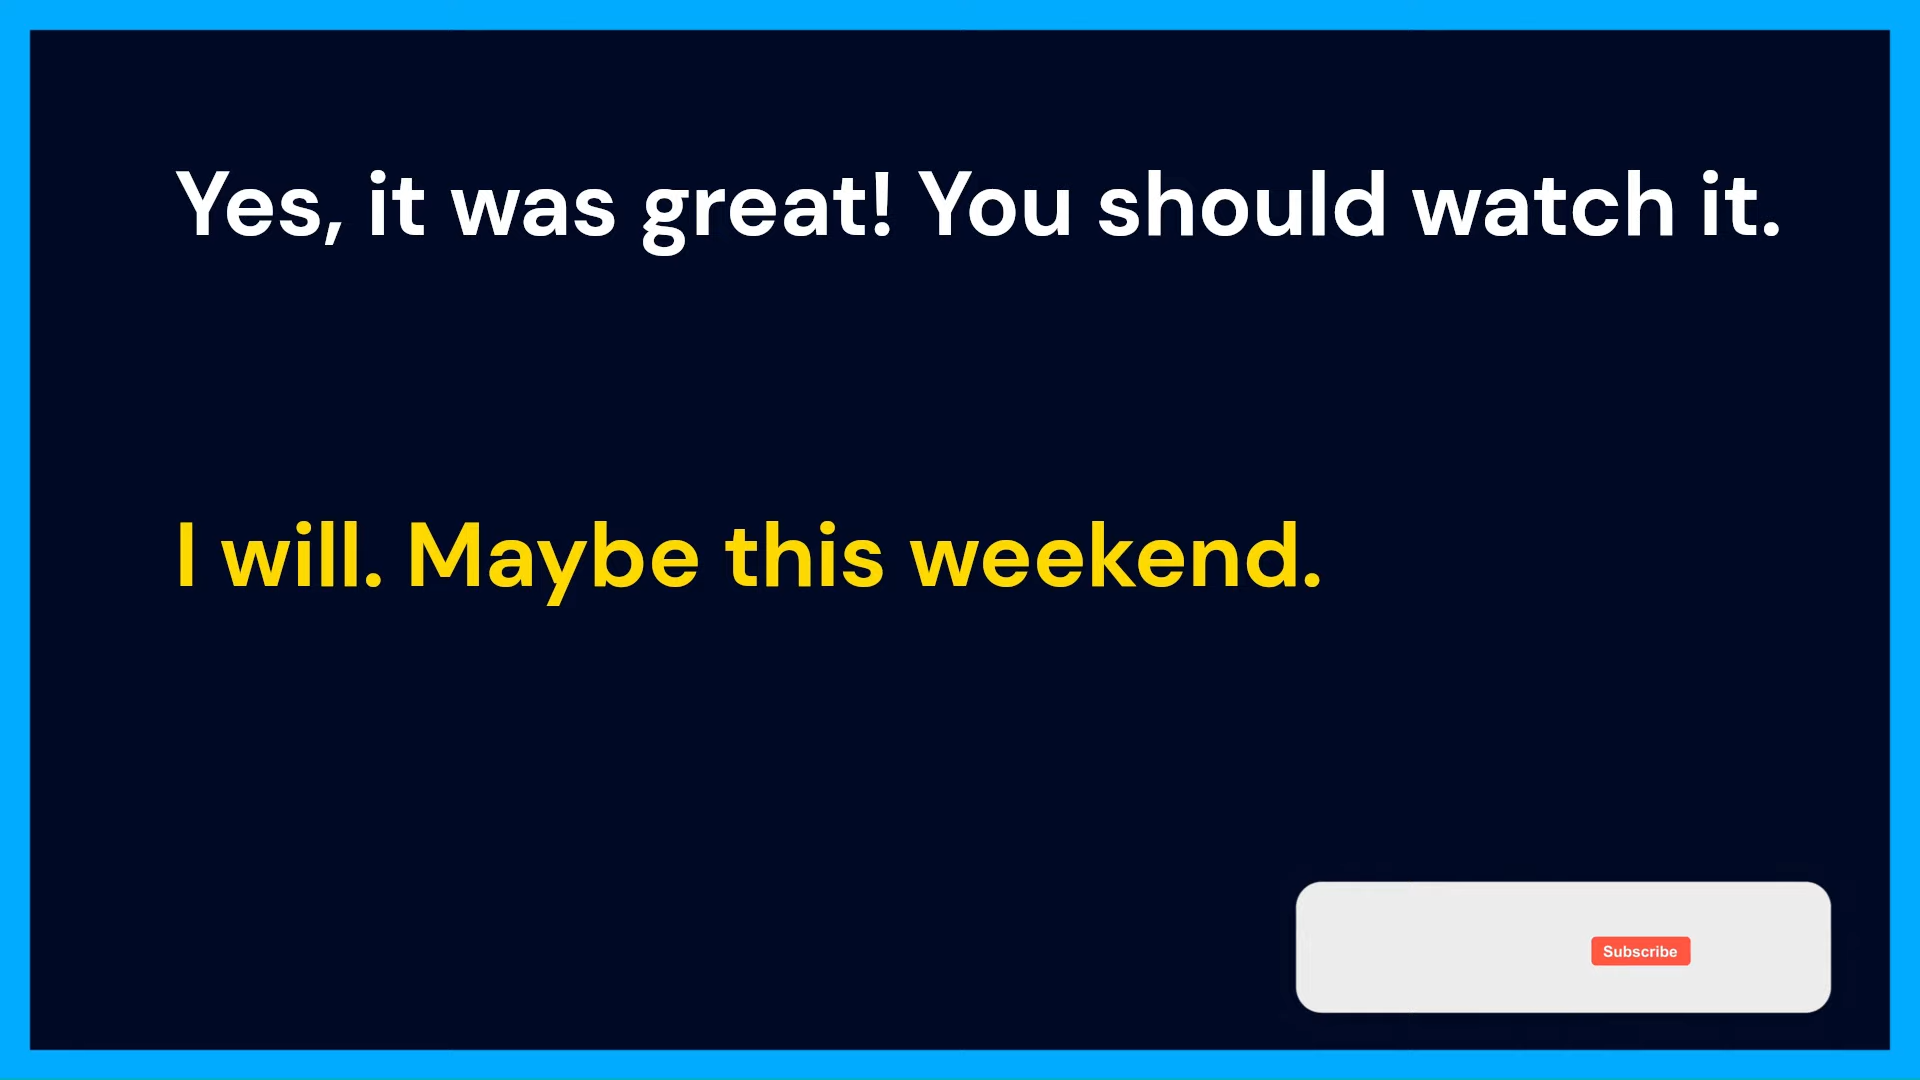 Yes, it was great! You should watch it.
I will. Maybe this weekend.
Subscribe